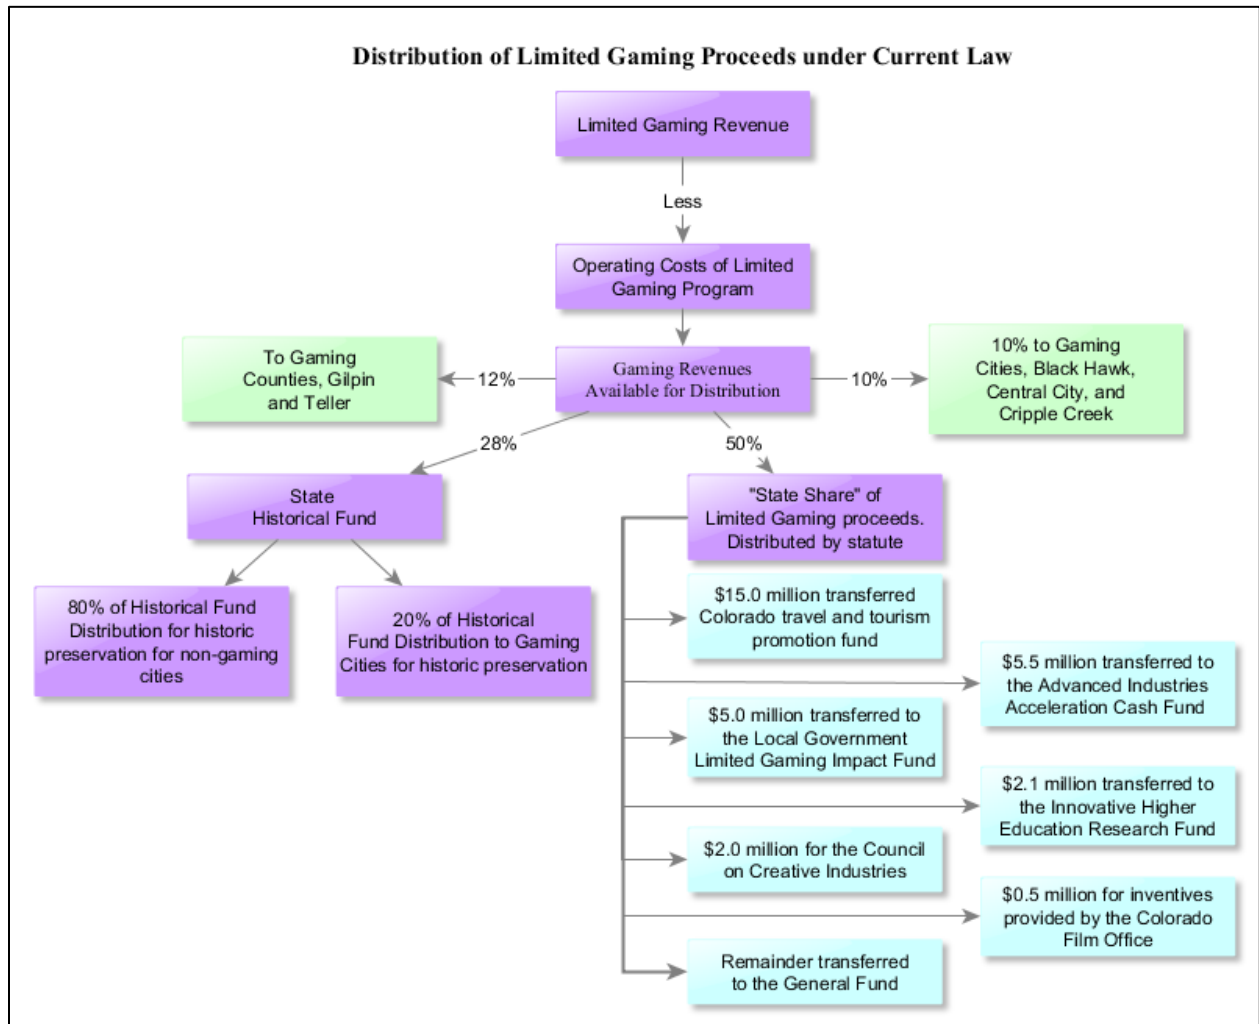 Distribution of Limited Gaming Proceeds under Current Law
Limited Gaming Revenue
Less
Operating Costs of Limited
Gaming Program
To Gaming
Counties, Gilpin
and Teller
12%
Gaming Revenues
Available for Distribution
10%
10% to Gaming
Cities, Black Hawk,
Central City, and
Cripple Creek
28%
50%
State
Historical Fund
"State Share" of
Limited Gaming proceeds.
Distributed by statute
80% of Historical Fund
Distribution for historic
preservation for non-gaming
cities
20% of Historical
Fund Distribution to Gaming
Cities for historic preservation
$15.0 million transferred
Colorado travel and tourism
promotion fund
$5.5 million transferred to
the Advanced Industries
Acceleration Cash Fund
$5.0 million transferred to
the Local Government
Limited Gaming Impact Fund
$2.1 million transferred to
the Innovative Higher
Education Research Fund
$2.0 million for the Council
on Creative Industries
$0.5 million for inventives
provided by the Colorado
Film Office
Remainder transferred
to the General Fund